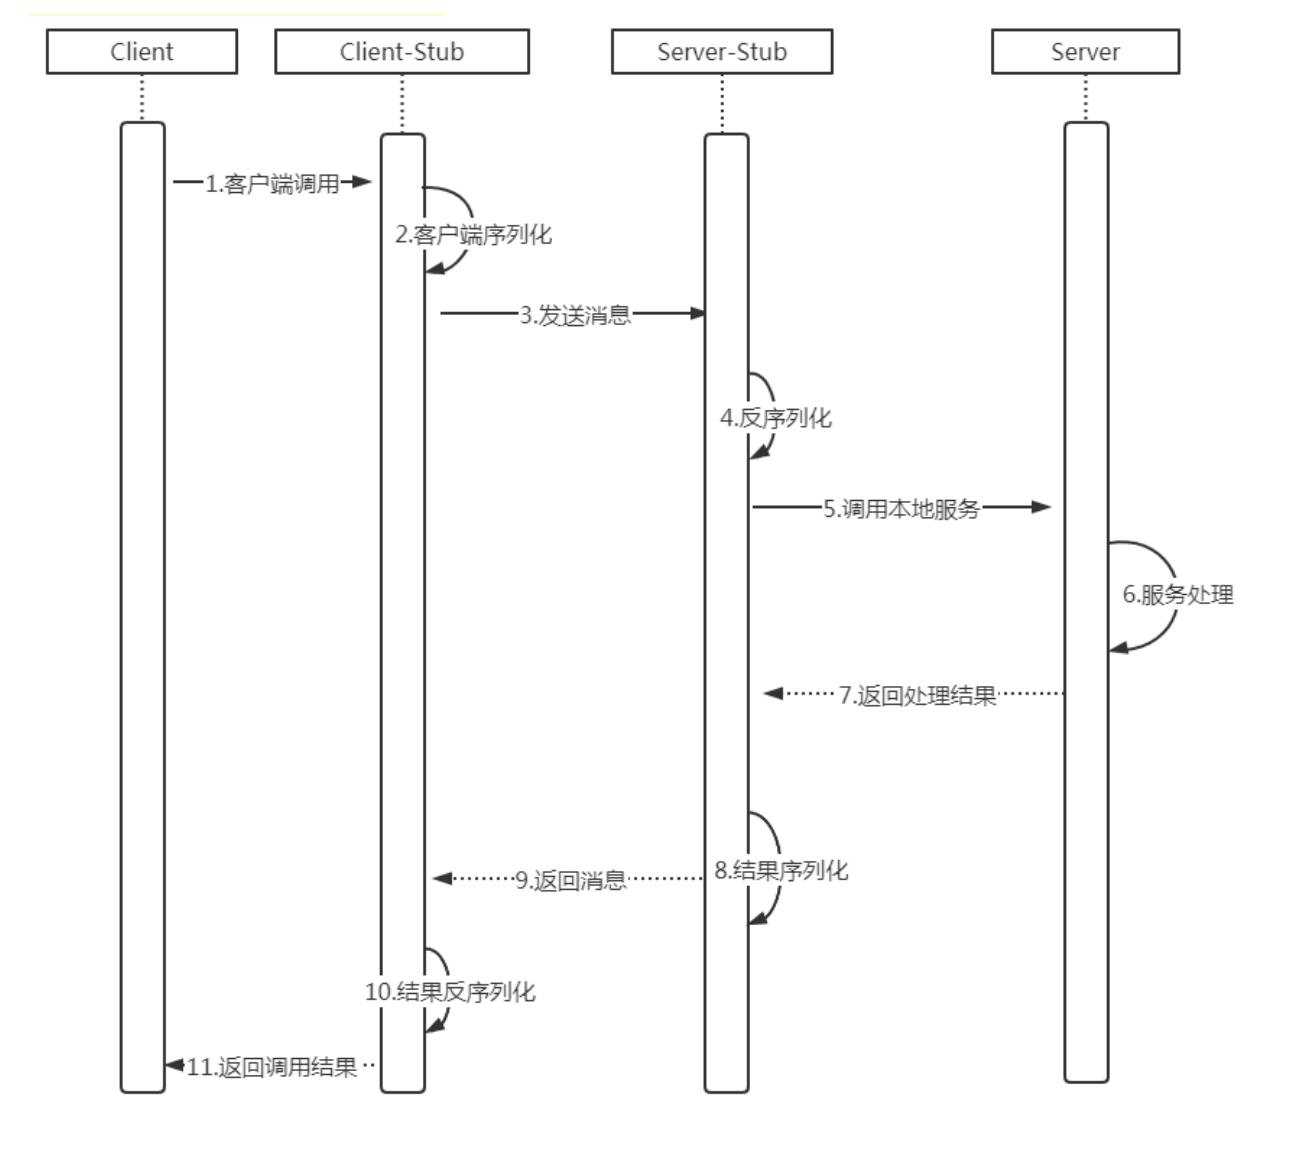 Client
Client-Stub
Server-Stub
Server
1.客户端调用
2.客户端序列化
3.发送消息
4.反序列化
5.调用本地服务
6.服务处理
7.返回处理结果
8.结果序列化
9.返回消息
10.结果反序列化
11.返回调用结果